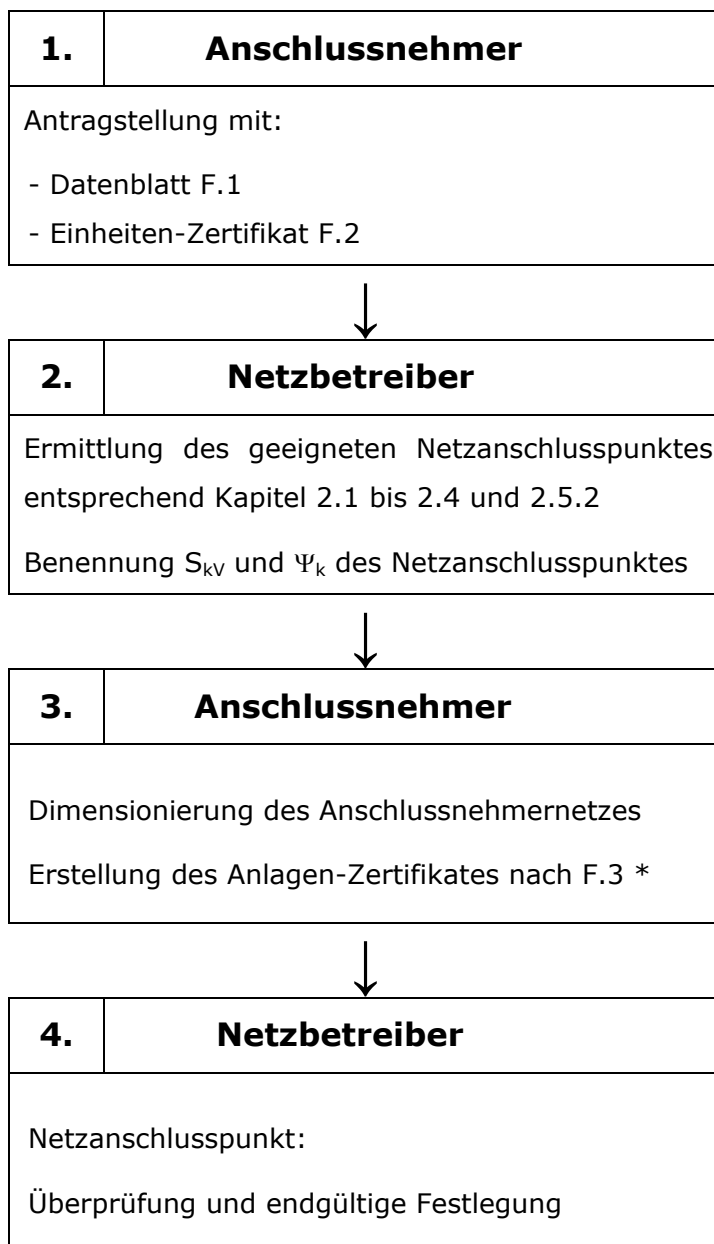 1. Anschlussnehmer
Antragstellung mit:
- Datenblatt F.1
- Einheiten-Zertifikat F.2
2. Netzbetreiber
Ermittlung des geeigneten Netzanschlusspunktes
entsprechend Kapitel 2.1 bis 2.4 und 2.5.2
Benennung SkV und Ψk des Netzanschlusspunktes
3. Anschlussnehmer
Dimensionierung des Anschlussnehmernetzes
Erstellung des Anlagen-Zertifikates nach F.3 *
4. Netzbetreiber
Netzanschlusspunkt:
Überprüfung und endgültige Festlegung